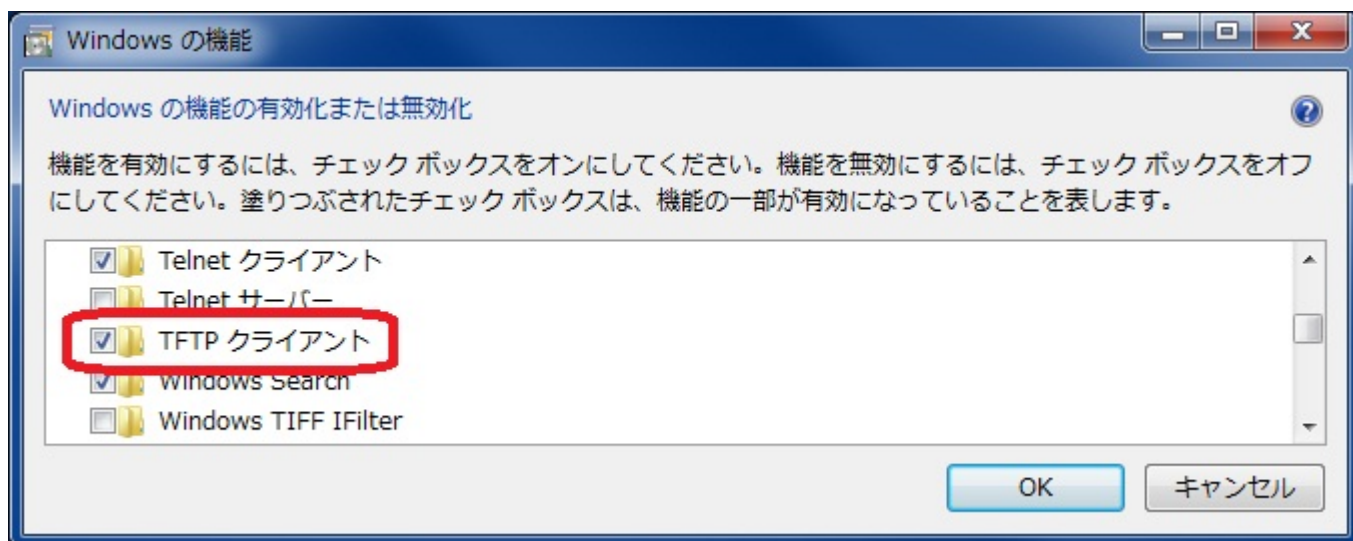 Windows の機能
Windows の機能の有効化または無効化
機能を有効にするには、チェック ボックスをオンにしてください。機能を無効にするには、チェック ボックスをオフ
にしてください。塗りつぶされたチェック ボックスは、機能の一部が有効になっていることを表します。
Telnet クライアント
Telnet サーバー
TFTP クライアント
Windows Search
Windows TIFF IFilter
OK
キャンセル